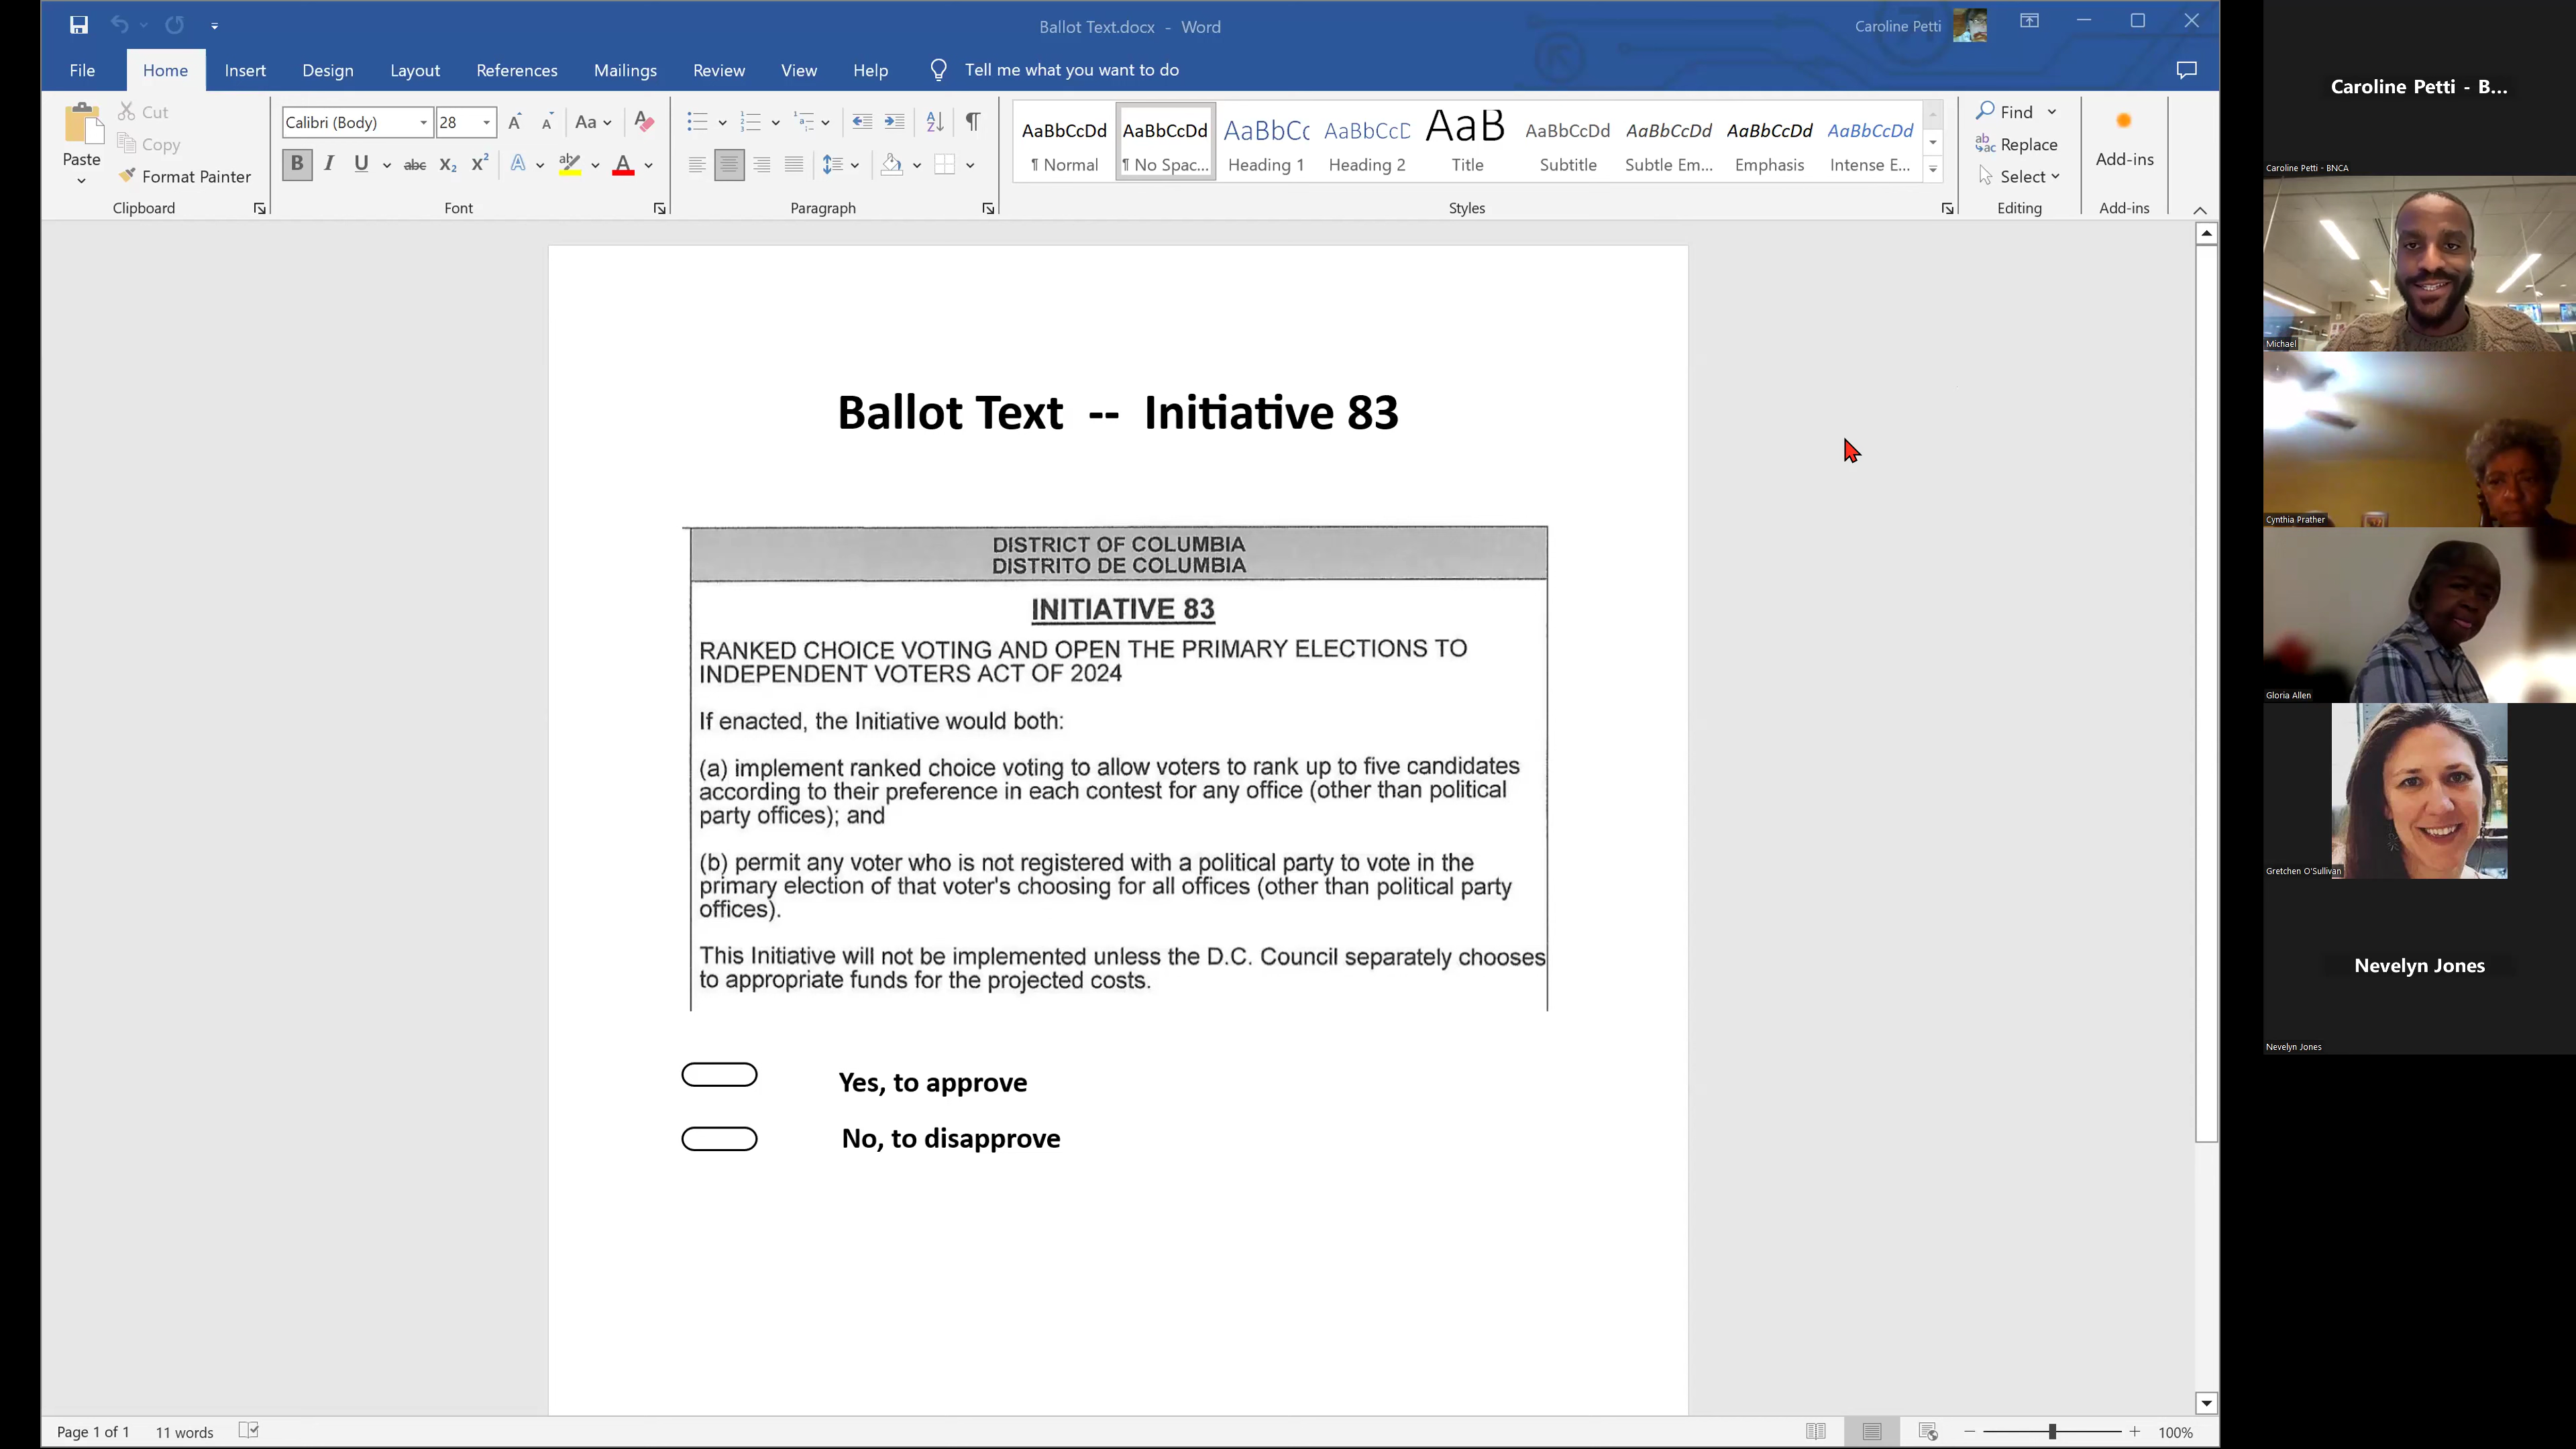 Ballot Text.docx - Word
Caroline Petti
File Home Insert Design Layout References Mailings Review View Help Tell me what you want to do
Paste
Cut
Copy
Format Painter
Clipboard
Calibri (Body) 28
Font
Paragraph
AaBbCcDd AaBbCcDd AaBbCc AaBbCcD AaB AaBbCcDd AaBbCcDd AaBbCcDd AaBbCcDd
¶ Normal ¶ No Spac... Heading 1 Heading 2 Title Subtitle Subtle Em... Emphasis Intense E...
Styles
Find
Replace
Select
Editing
Add-ins
Add-ins
Ballot Text -- Initiative 83
DISTRICT OF COLUMBIA
DISTRITO DE COLUMBIA
INITIATIVE 83
RANKED CHOICE VOTING AND OPEN THE PRIMARY ELECTIONS TO
INDEPENDENT VOTERS ACT OF 2024
If enacted, the Initiative would both:
(a) implement ranked choice voting to allow voters to rank up to five candidates
according to their preference in each contest for any office (other than political
party offices); and
(b) permit any voter who is not registered with a political party to vote in the
primary election of that voter's choosing for all offices (other than political party
offices).
This Initiative will not be implemented unless the D.C. Council separately chooses
to appropriate funds for the projected costs.
Yes, to approve
No, to disapprove
Page 1 of 1 11 words
100%
Caroline Petti - B...
Caroline Petti - BNCA
Michael
Cynthia Prather
Gloria Allen
Gretchen O'Sullivan
Nevelyn Jones
Nevelyn Jones